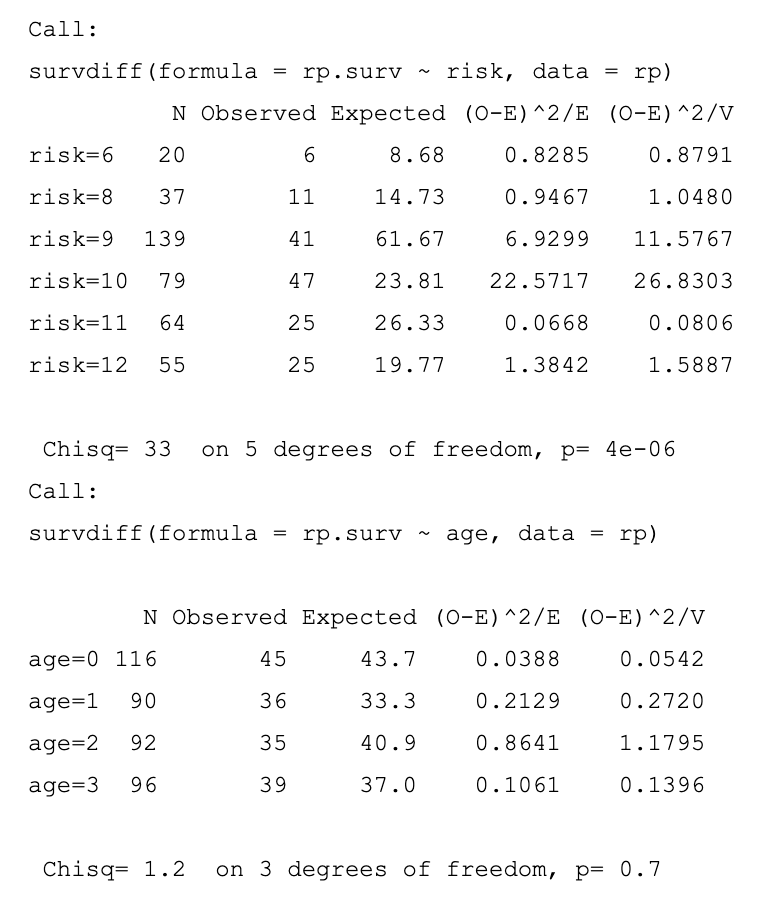 Call:
survdiff(formula = rp.surv ~ risk, data = rp)
          N Observed Expected (O-E)^2/E (O-E)^2/V
risk=6   20        6     8.68    0.8285    0.8791
risk=8   37       11    14.73    0.9467    1.0480
risk=9  139       41    61.67    6.9299   11.5767
risk=10  79       47    23.81   22.5717   26.8303
risk=11  64       25    26.33    0.0668    0.0806
risk=12  55       25    19.77    1.3842    1.5887
 Chisq= 33  on 5 degrees of freedom, p= 4e-06
Call:
survdiff(formula = rp.surv ~ age, data = rp)
        N Observed Expected (O-E)^2/E (O-E)^2/V
age=0 116       45     43.7    0.0388    0.0542
age=1  90       36     33.3    0.2129    0.2720
age=2  92       35     40.9    0.8641    1.1795
age=3  96       39     37.0    0.1061    0.1396
 Chisq= 1.2  on 3 degrees of freedom, p= 0.7